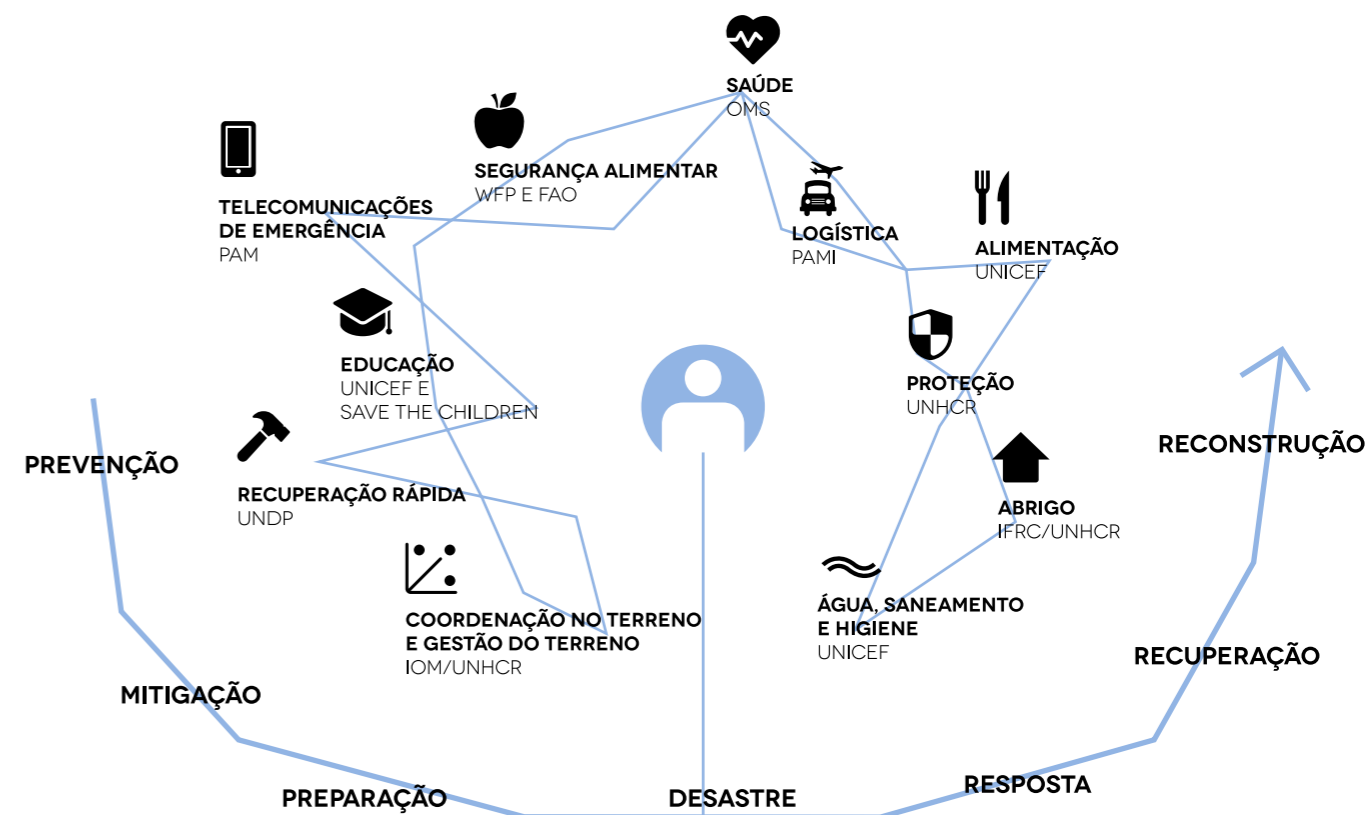 SAÚDE
OMS
SEGURANÇA ALIMENTAR
WFP E FAO
TELECOMUNICAÇÕES
DE EMERGÊNCIA
PAM
LOGÍSTICA
PAMI
ALIMENTAÇÃO
UNICEF
EDUCAÇÃO
UNICEF E
SAVE THE CHILDREN
PROTEÇÃO
UNHCR
RECUPERAÇÃO RÁPIDA
UNDP
ABRIGO
IFRC/UNHCR
COORDENAÇÃO NO TERRENO
E GESTÃO DO TERRENO
IOM/UNHCR
ÁGUA, SANEAMENTO
E HIGIENE
UNICEF
PREVENÇÃO
MITIGAÇÃO
PREPARAÇÃO
DESASTRE
RESPOSTA
RECUPERAÇÃO
RECONSTRUÇÃO